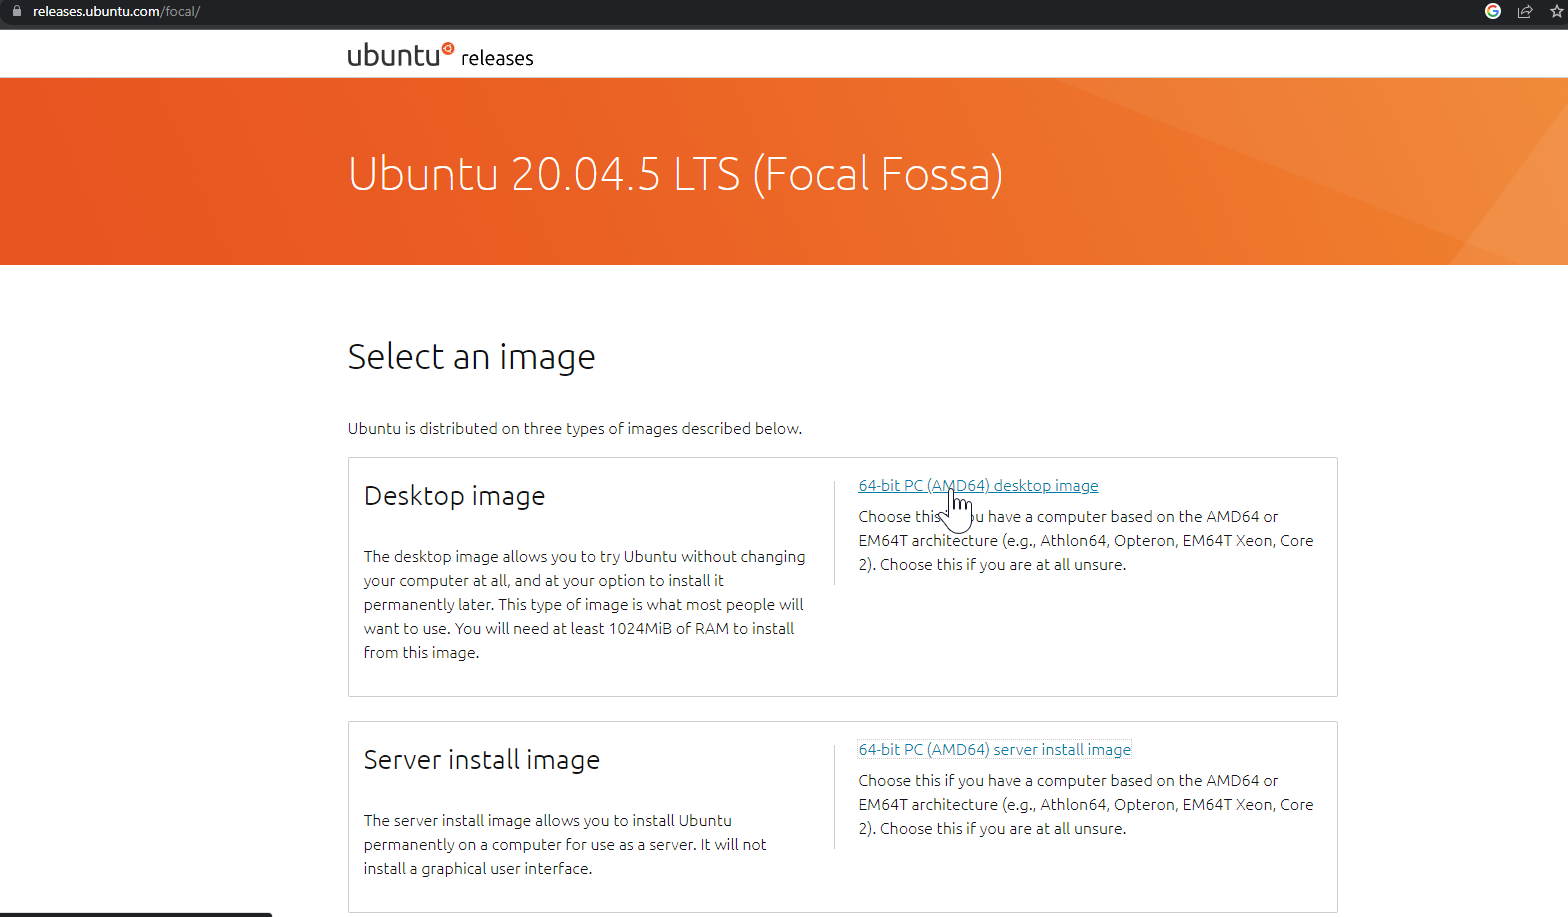 releases.ubuntu.com/focal/
ubuntu releases
Ubuntu 20.04.5 LTS (Focal Fossa)
Select an image
Ubuntu is distributed on three types of images described below.
Desktop image
The desktop image allows you to try Ubuntu without changing
your computer at all, and at your option to install it
permanently later. This type of image is what most people will
want to use. You will need at least 1024MiB of RAM to install
from this image.
64-bit PC (AMD64) desktop image
Choose this if you have a computer based on the AMD64 or
EM64T architecture (e.g., Athlon64, Opteron, EM64T Xeon, Core
2). Choose this if you are at all unsure.
Server install image
The server install image allows you to install Ubuntu
permanently on a computer for use as a server. It will not
install a graphical user interface.
64-bit PC (AMD64) server install image
Choose this if you have a computer based on the AMD64 or
EM64T architecture (e.g., Athlon64, Opteron, EM64T Xeon, Core
2). Choose this if you are at all unsure.